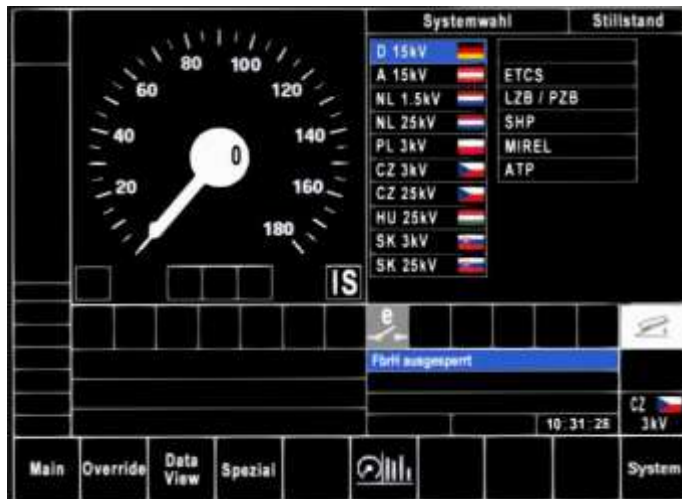 Systemwahl
Stillstand
D 15kV
A 15kV
NL 1.5kV
NL 25kV
PL 3kV
CZ 3kV
CZ 25kV
HU 25kV
SK 3kV
SK 25kV
ETCS
LZB / PZB
SHP
MIREL
ATP
20
40
60
80
100
120
140
160
180
0
IS
e
FbrH ausgesperrt
10:31:28
CZ
3kV
Main
Override
Data
View
Spezial
System